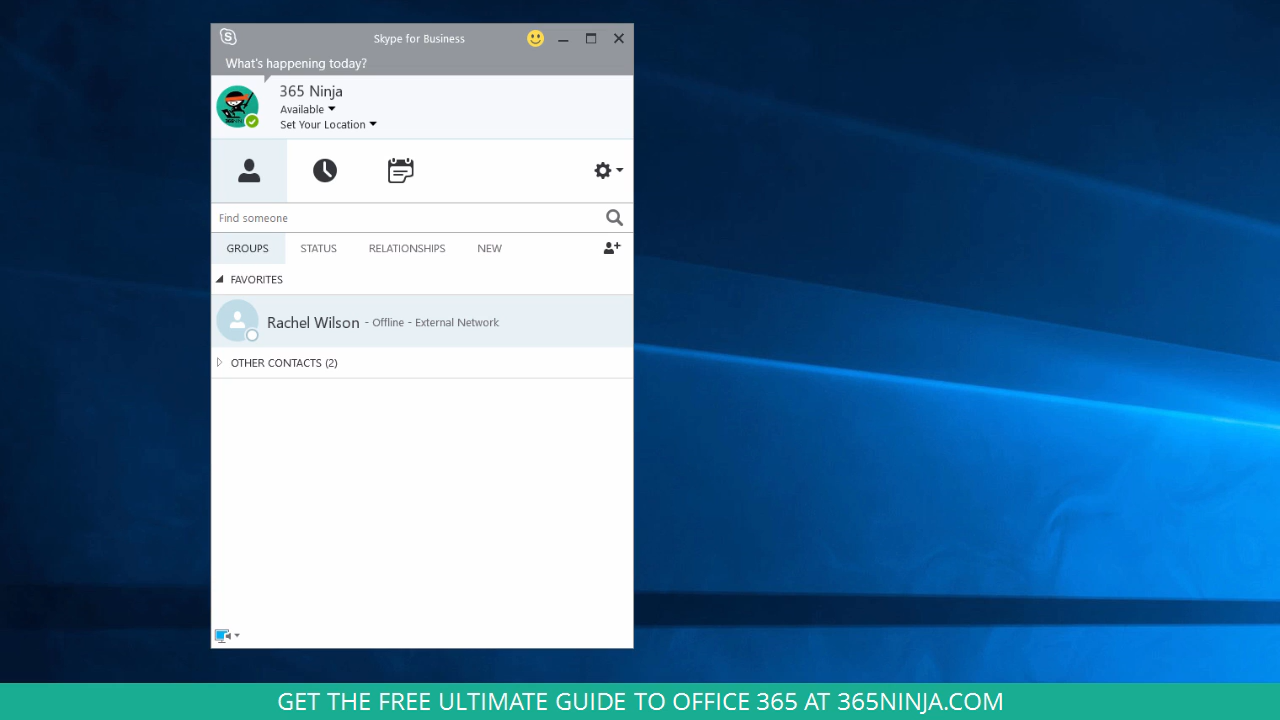 Skype for Business
What's happening today?
365 Ninja
Available
Set Your Location
Find someone
GROUPS STATUS RELATIONSHIPS NEW
FAVORITES
Rachel Wilson - Offline - External Network
OTHER CONTACTS (2)
GET THE FREE ULTIMATE GUIDE TO OFFICE 365 AT 365NINJA.COM